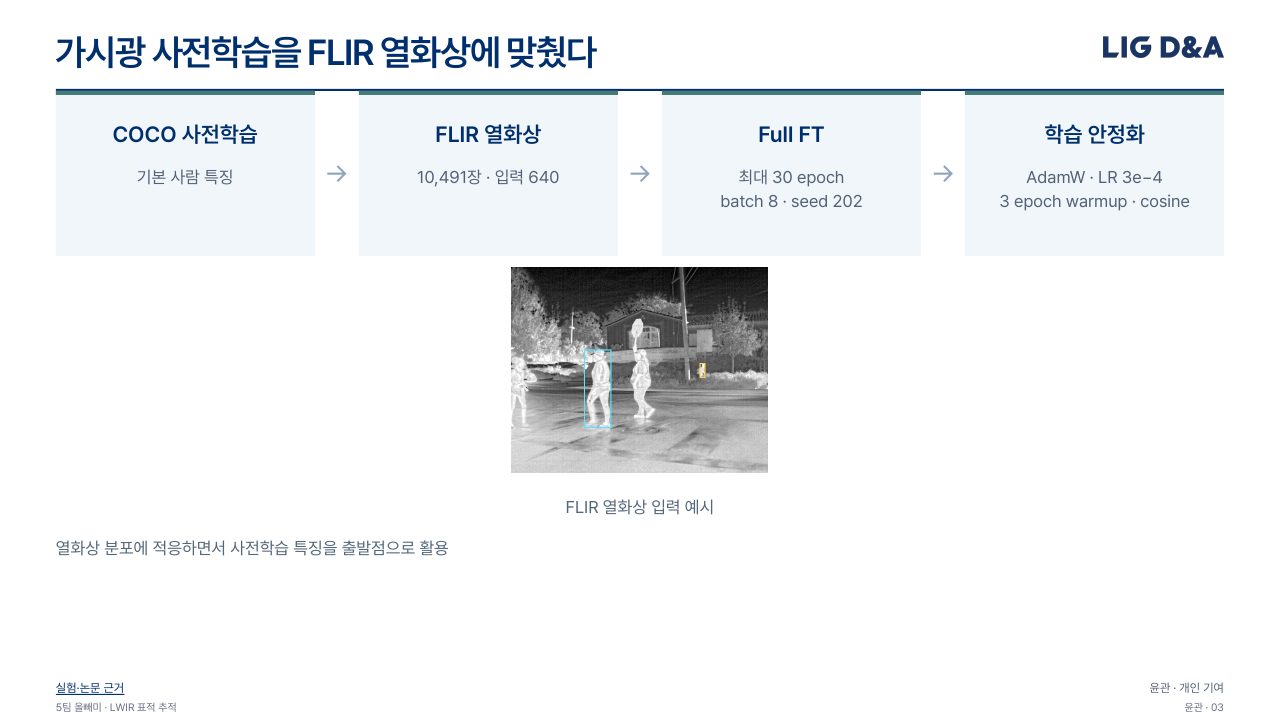 가시광 사전학습을 FLIR 열화상에 맞췄다
LIG D&A
COCO 사전학습
기본 사람 특징
→
FLIR 열화상
10,491장 · 입력 640
→
Full FT
최대 30 epoch
batch 8 · seed 202
→
학습 안정화
AdamW · LR 3e−4
3 epoch warmup · cosine
FLIR 열화상 입력 예시
열화상 분포에 적응하면서 사전학습 특징을 출발점으로 활용
실험·논문 근거
5팀 올빼미 · LWIR 표적 추적
윤관 · 개인 기여
윤관 · 03